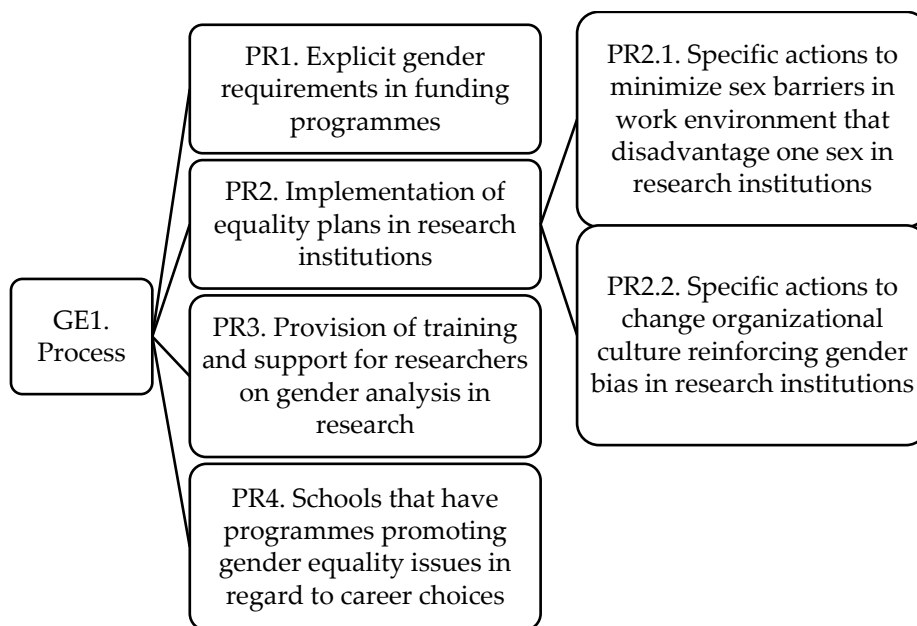 GE1.
Process
PR1. Explicit gender
requirements in funding
programmes
PR2. Implementation of
equality plans in research
institutions
PR3. Provision of training
and support for researchers
on gender analysis in
research
PR4. Schools that have
programmes promoting
gender equality issues in
regard to career choices
PR2.1. Specific actions to
minimize sex barriers in
work environment that
disadvantage one sex in
research institutions
PR2.2. Specific actions to
change organizational
culture reinforcing gender
bias in research institutions